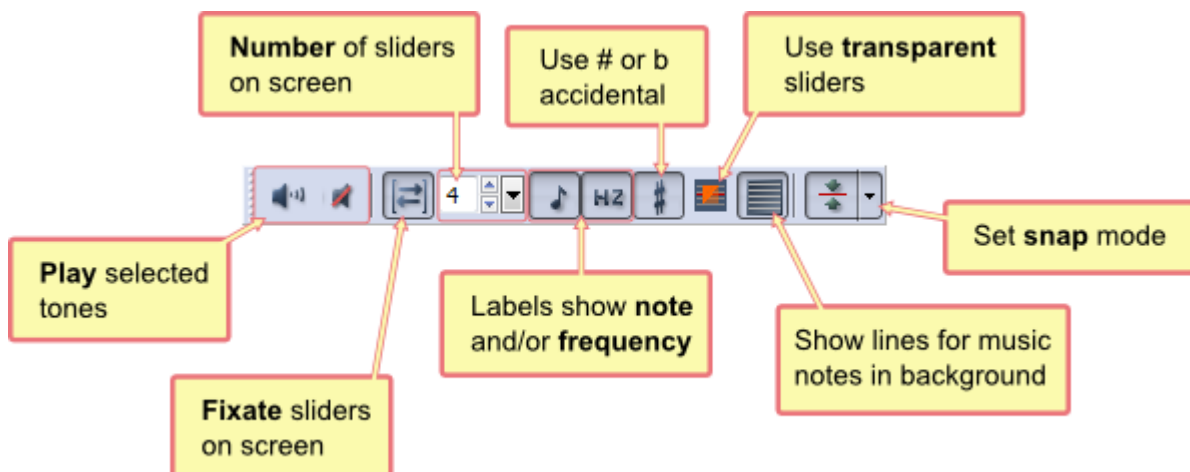 Number of sliders
on screen
Use # or b
accidental
Use transparent
sliders
4
HZ
Play selected
tones
Set snap mode
Labels show note
and/or frequency
Show lines for music
notes in background
Fixate sliders
on screen